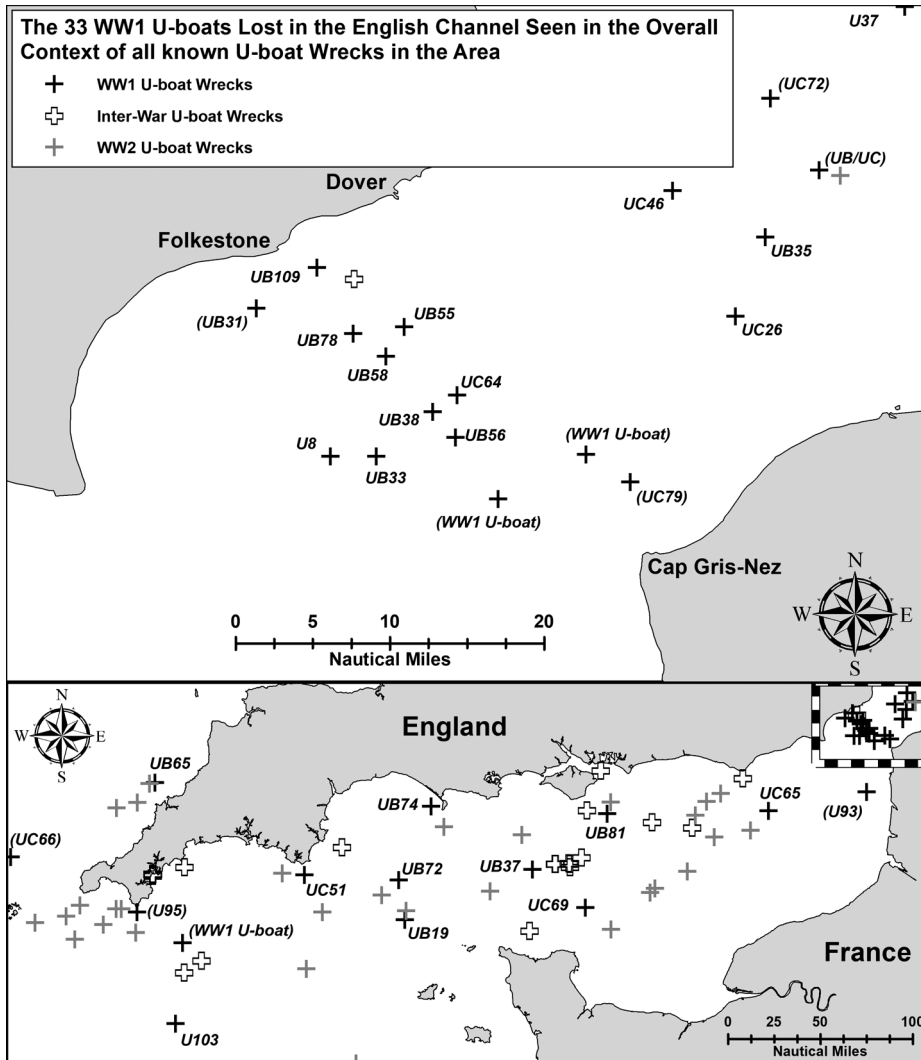 The 33 WW1 U-boats Lost in the English Channel Seen in the Overall
Context of all known U-boat Wrecks in the Area
WW1 U-boat Wrecks
Inter-War U-boat Wrecks
WW2 U-boat Wrecks
U37
(UC72)
(UB/UC)
Dover
UC46
Folkestone
UB35
UB109
(UB31)
UB55
UC26
UB78
UB58
UC64
UB38
U8
UB56
(WW1 U-boat)
UB33
(UC79)
(WW1 U-boat)
Cap Gris-Nez
N
W
E
S
0
5
10
20
Nautical Miles
N
W
E
S
England
UB65
UB74
UC65
(U93)
UB81
(UC66)
UB72
UB37
UC51
UC69
(U95)
UB19
(WW1 U-boat)
France
U103
0
25
50
100
Nautical Miles